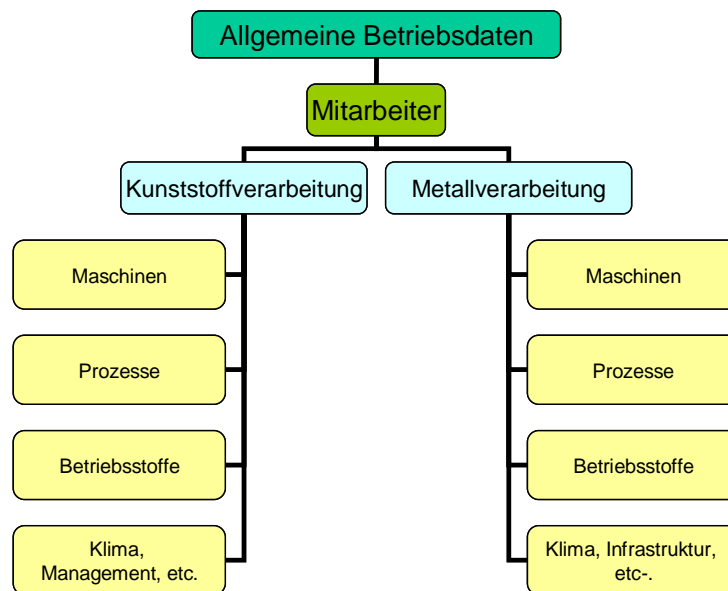 Allgemeine Betriebsdaten
Mitarbeiter
Kunststoffverarbeitung
Metallverarbeitung
Maschinen
Maschinen
Prozesse
Prozesse
Betriebsstoffe
Betriebsstoffe
Klima,
Management, etc.
Klima, Infrastruktur,
etc-.